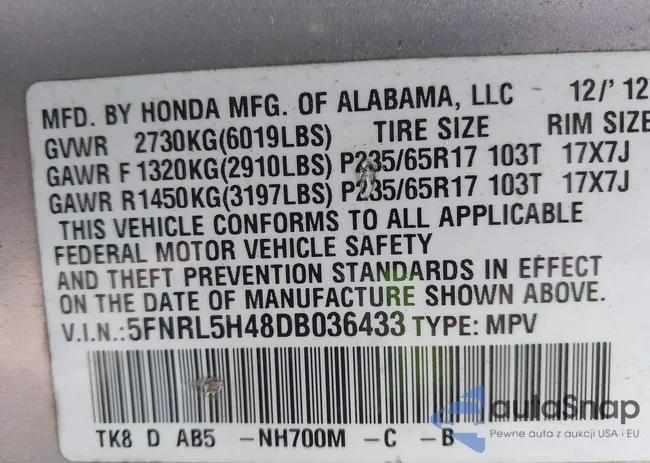 MFD. BY HONDA MFG. OF ALABAMA, LLC 12/'12
GVWR 2730KG(6019LBS) TIRE SIZE RIM SIZE
GAWR F 1320KG(2910LBS) P235/65R17 103T 17X7J
GAWR R 1450KG(3197LBS) P235/65R17 103T 17X7J
THIS VEHICLE CONFORMS TO ALL APPLICABLE
FEDERAL MOTOR VEHICLE SAFETY
AND THEFT PREVENTION STANDARDS IN EFFECT
ON THE DATE OF MANUFACTURE SHOWN ABOVE.
V.I.N.:5FNRL5H48DB036433 TYPE: MPV
TK8 D AB5 -NH700M -C -B
autaSnap
Pewne auta z aukcji USA i EU